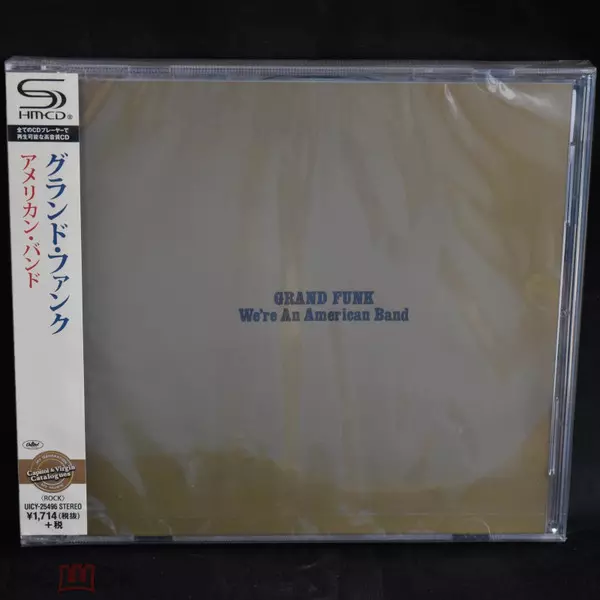 SHM-CD®
全てのCDプレーヤーで
再生可能な高音質CD
グランド・ファンク
アメリカン・バンド
GRAND FUNK
We're An American Band
Capitol
Capitol & Virgin
Catalogues
(ROCK)
UICY-25496 STEREO
¥1,714(税抜)
+税